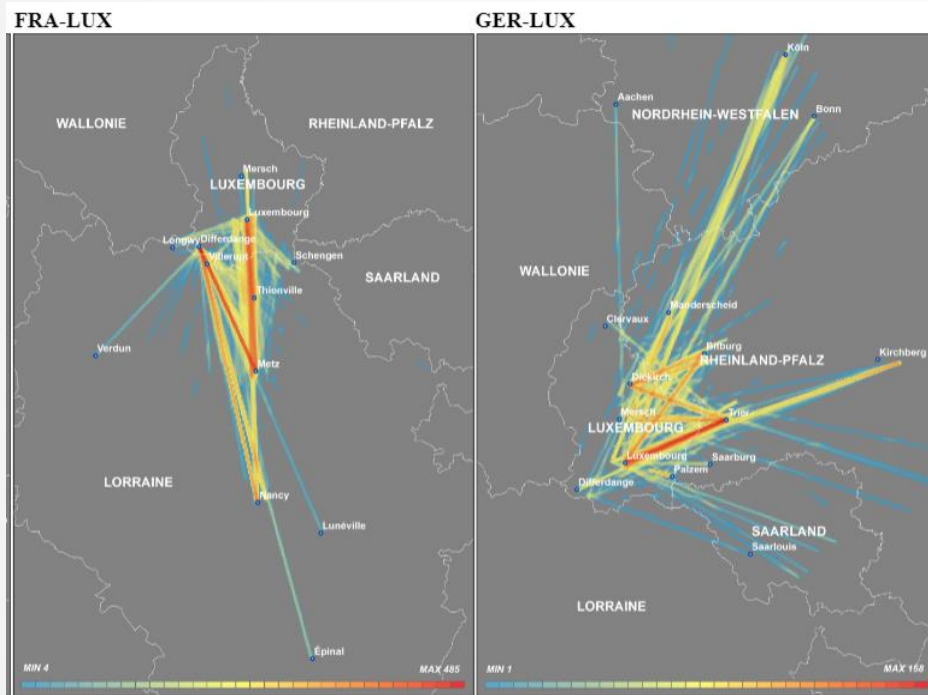 FRA-LUX
WALLONIE
RHEINLAND-PFALZ
Mersch
LUXEMBOURG
Luxembourg
Longwy
Differdange
Villerupt
Schengen
SAARLAND
Thionville
Verdun
Metz
LORRAINE
Nancy
Lunéville
Épinal
MIN 4
MAX 485
GER-LUX
Köln
Aachen
Bonn
NORDRHEIN-WESTFALEN
WALLONIE
Manderscheid
Clervaux
Bitburg
RHEINLAND-PFALZ
Kirchberg
Diekirch
Mersch
Trier
LUXEMBOURG
Luxembourg
Saarburg
Palzem
Differdange
SAARLAND
Saarlouis
LORRAINE
MIN 1
MAX 158